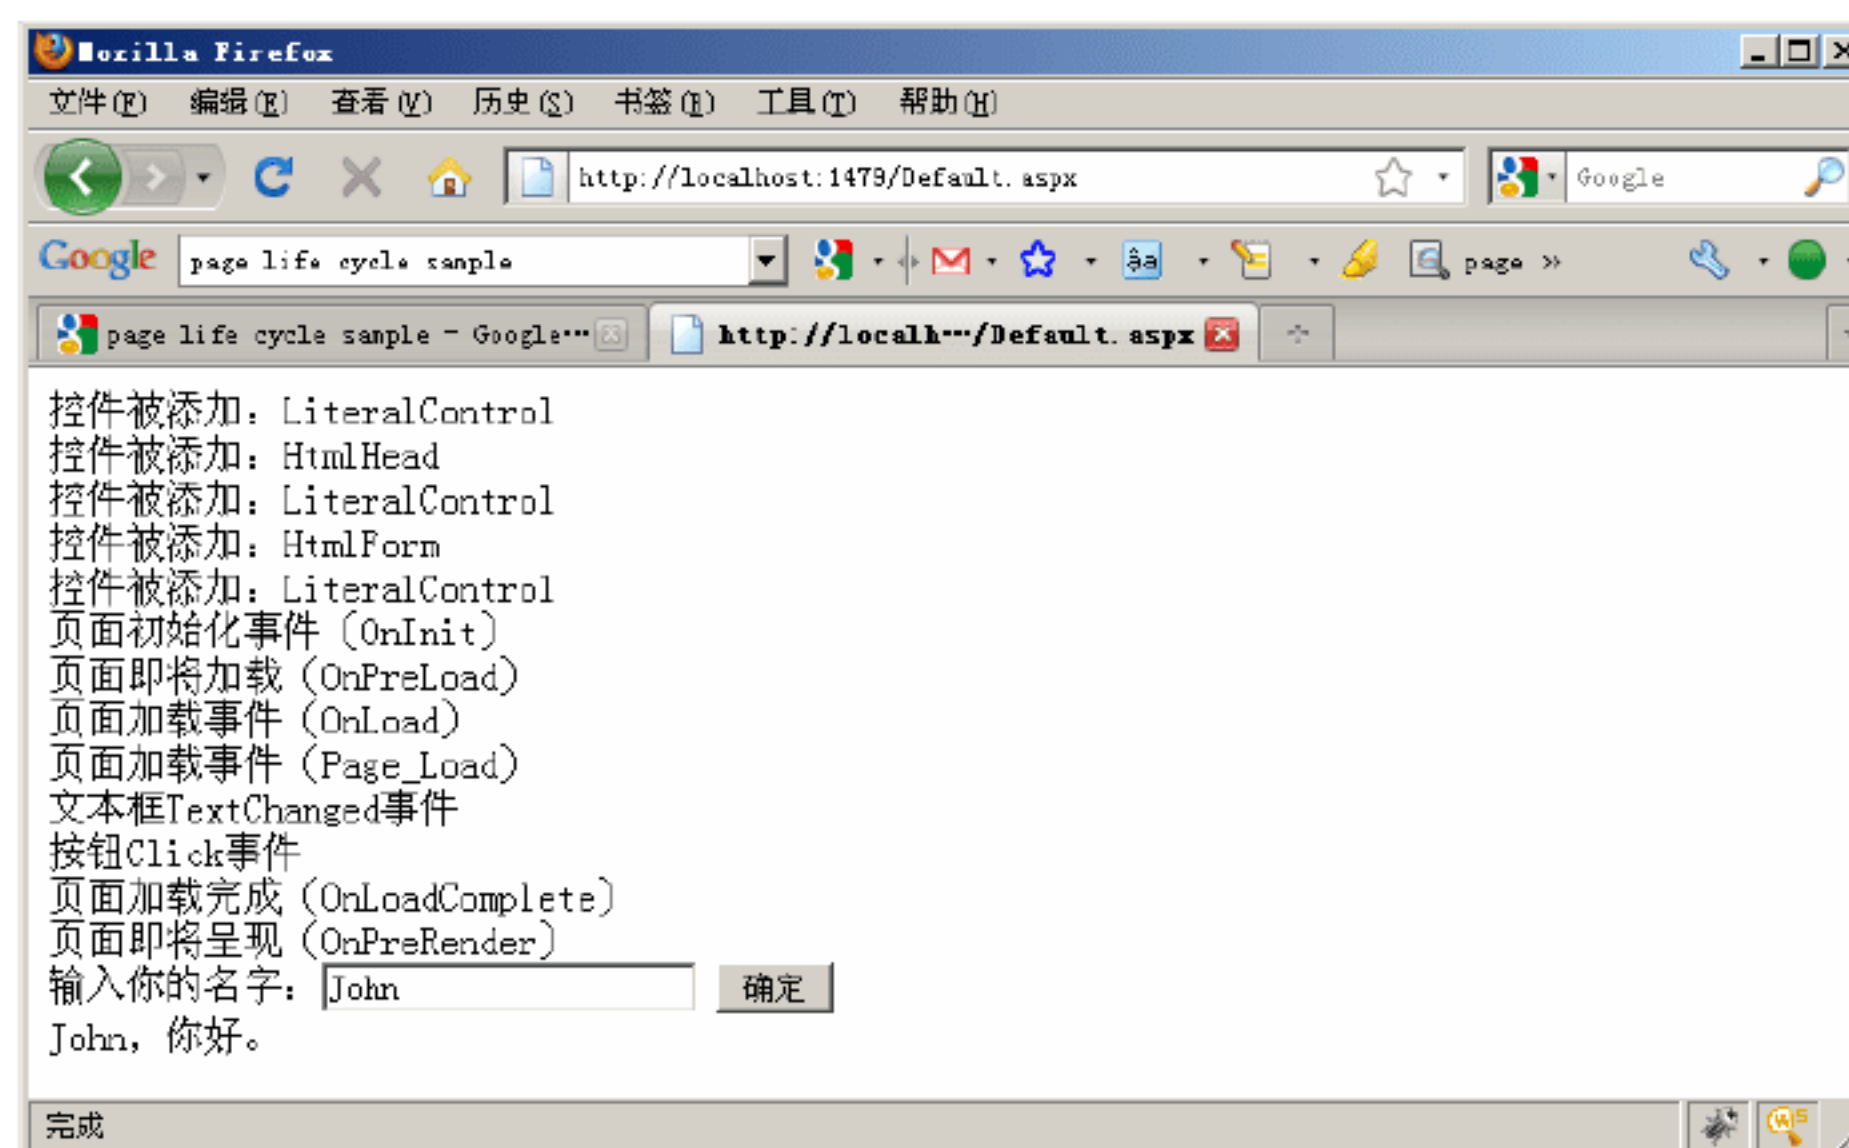 Mozilla Firefox
文件(F) 编辑(E) 查看(V) 历史(S) 书签(B) 工具(T) 帮助(H)
http://localhost:1479/Default.aspx Google
Google page life cycle sample page »
page life cycle sample - Google… http://localh…/Default.aspx
控件被添加：LiteralControl
控件被添加：HtmlHead
控件被添加：LiteralControl
控件被添加：HtmlForm
控件被添加：LiteralControl
页面初始化事件（OnInit）
页面即将加载（OnPreLoad）
页面加载事件（OnLoad）
页面加载事件（Page_Load）
文本框TextChanged事件
按钮Click事件
页面加载完成（OnLoadComplete）
页面即将呈现（OnPreRender）
输入你的名字：John 确定
John，你好。
完成